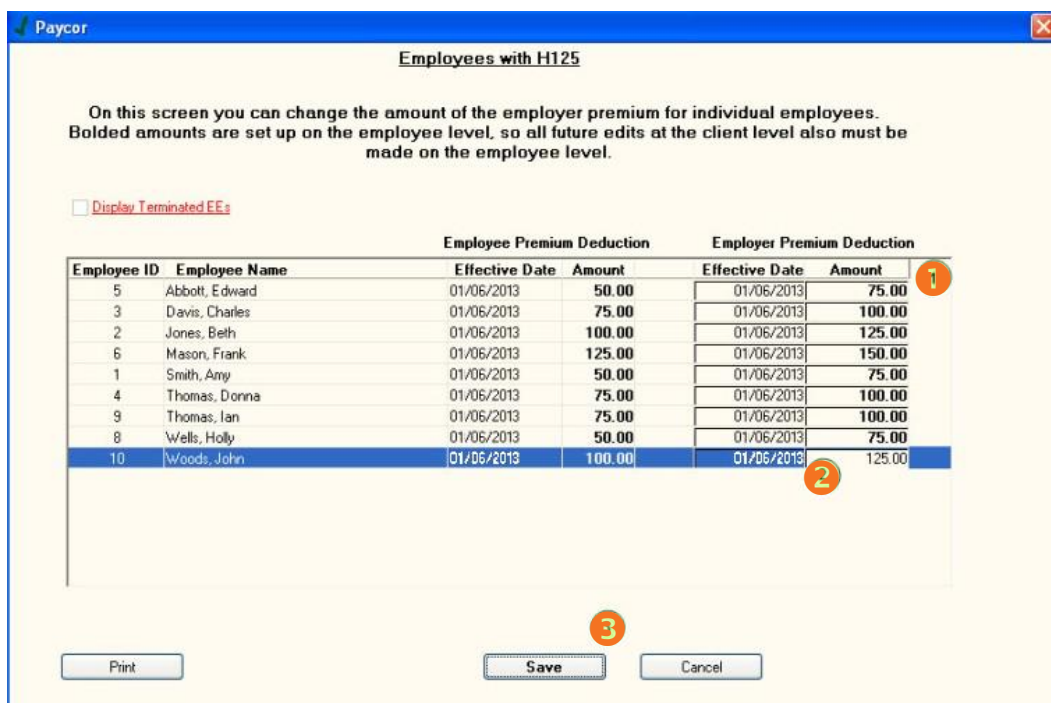 Paycor
Employees with H125
On this screen you can change the amount of the employer premium for individual employees.
Bolded amounts are set up on the employee level, so all future edits at the client level also must be
made on the employee level.
Display Terminated EEs
Employee Premium Deduction Employer Premium Deduction
Employee ID Employee Name Effective Date Amount Effective Date Amount 1
5 Abbott, Edward 01/06/2013 50.00 01/06/2013 75.00
3 Davis, Charles 01/06/2013 75.00 01/06/2013 100.00
2 Jones, Beth 01/06/2013 100.00 01/06/2013 125.00
6 Mason, Frank 01/06/2013 125.00 01/06/2013 150.00
1 Smith, Amy 01/06/2013 50.00 01/06/2013 75.00
4 Thomas, Donna 01/06/2013 75.00 01/06/2013 100.00
9 Thomas, Ian 01/06/2013 75.00 01/06/2013 100.00
8 Wells, Holly 01/06/2013 50.00 01/06/2013 75.00
10 Woods, John 01/06/2013 100.00 01/06/2013 125.00
2
3
Print Save Cancel